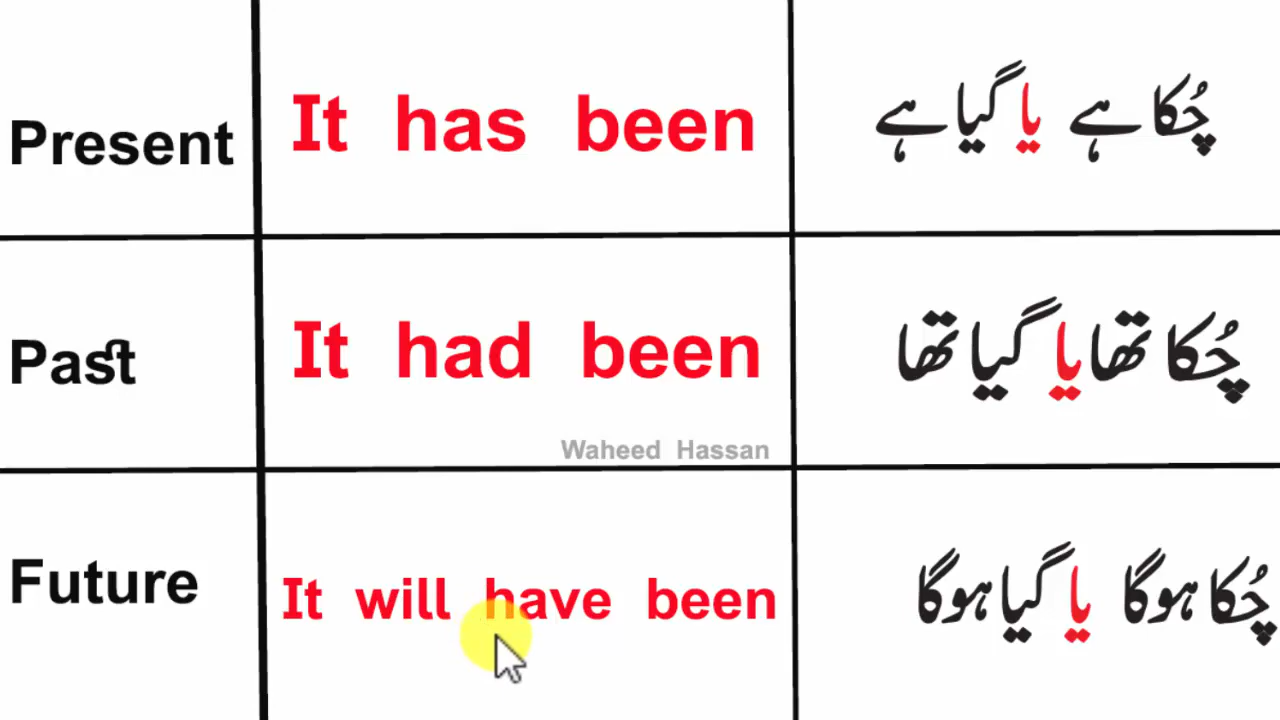 Present
It has been
چُکا ہے یا گیا ہے
Past
It had been
چُکا تھا یا گیا تھا
Waheed Hassan
Future
It will have been
چُکا ہوگا یا گیا ہوگا